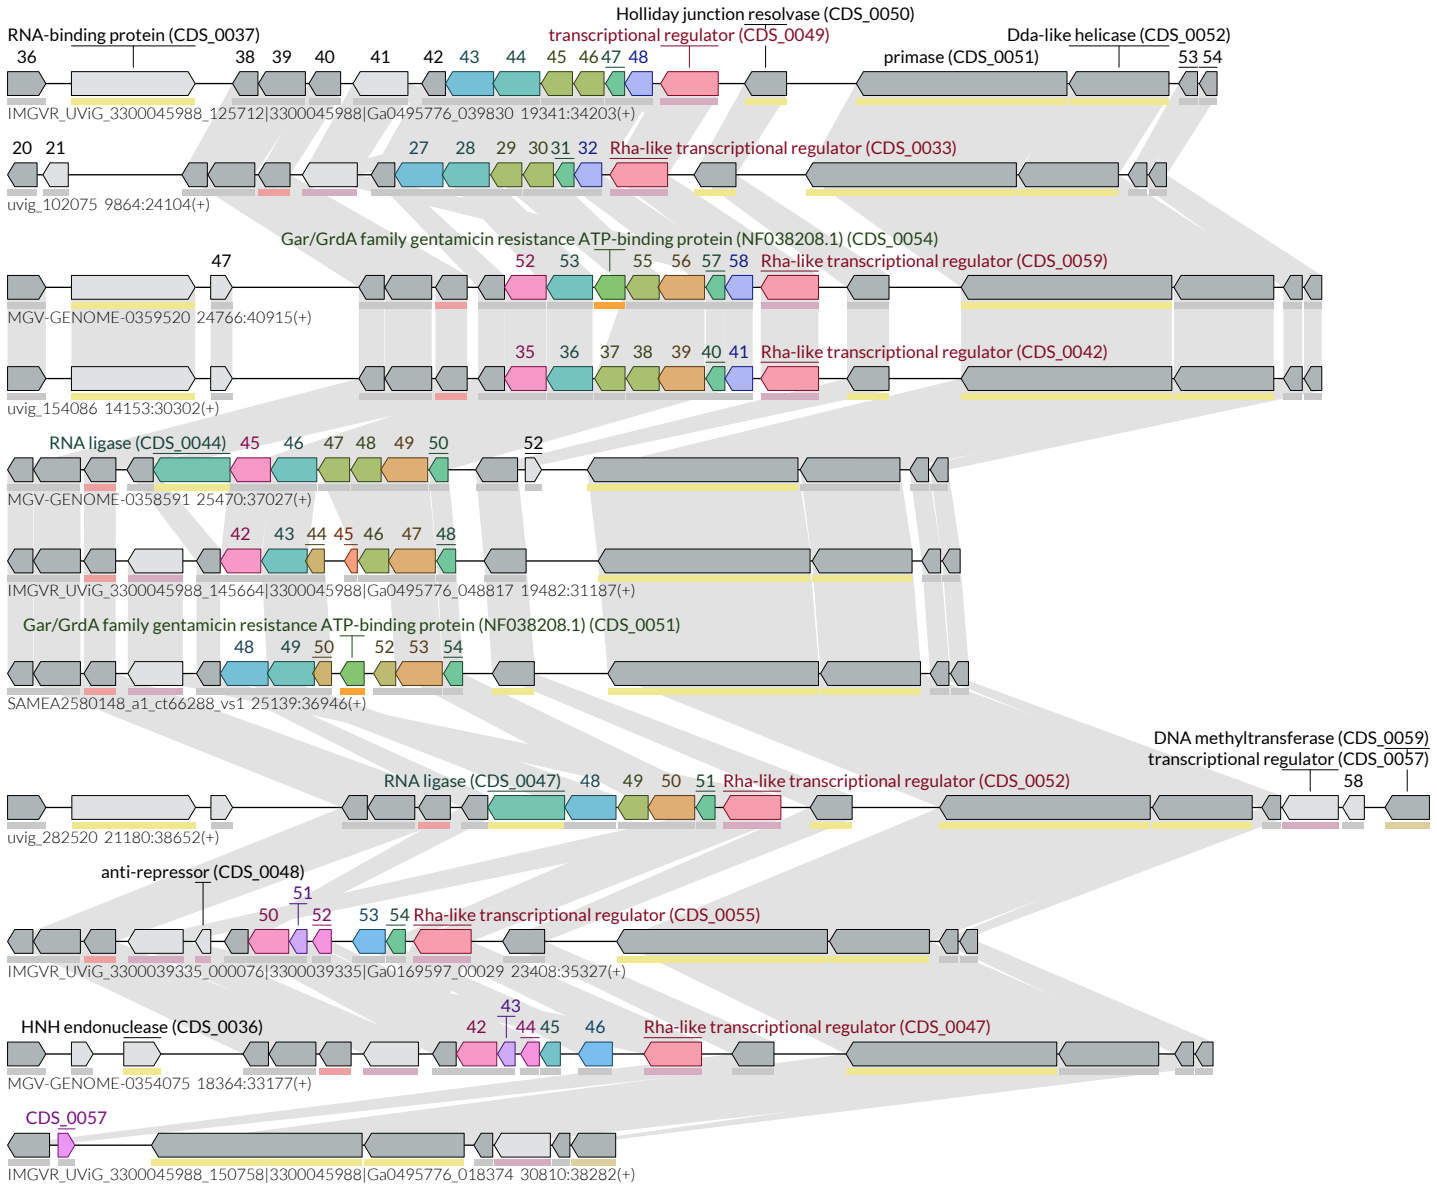 Holliday junction resolvase (CDS_0050)
RNA-binding protein (CDS_0037) transcriptional regulator (CDS_0049) Dda-like helicase (CDS_0052)
36 38 39 40 41 42 43 44 45 46 47 48 primase (CDS_0051) 53 54
IMGVR_UViG_3300045988_125712|3300045988|Ga0495776_039830 19341:34203(+)
20 21 27 28 29 30 31 32 Rha-like transcriptional regulator (CDS_0033)
uvig_102075 9864:24104(+)
Gar/GrdA family gentamicin resistance ATP-binding protein (NF038208.1) (CDS_0054)
47 52 53 55 56 57 58 Rha-like transcriptional regulator (CDS_0059)
MGV-GENOME-0359520 24766:40915(+)
35 36 37 38 39 40 41 Rha-like transcriptional regulator (CDS_0042)
uvig_154086 14153:30302(+)
RNA ligase (CDS_0044) 45 46 47 48 49 50 52
MGV-GENOME-0358591 25470:37027(+)
42 43 44 45 46 47 48
IMGVR_UViG_3300045988_145664|3300045988|Ga0495776_048817 19482:31187(+)
Gar/GrdA family gentamicin resistance ATP-binding protein (NF038208.1) (CDS_0051)
48 49 50 52 53 54
SAMEA2580148_a1_ct66288_vs1 25139:36946(+)
DNA methyltransferase (CDS_0059)
transcriptional regulator (CDS_0057)
RNA ligase (CDS_0047) 48 49 50 51 Rha-like transcriptional regulator (CDS_0052) 58
uvig_282520 21180:38652(+)
anti-repressor (CDS_0048)
51
50 52 53 54 Rha-like transcriptional regulator (CDS_0055)
IMGVR_UViG_3300039335_000076|3300039335|Ga0169597_00029 23408:35327(+)
43
HNH endonuclease (CDS_0036) 42 44 45 46 Rha-like transcriptional regulator (CDS_0047)
MGV-GENOME-0354075 18364:33177(+)
CDS_0057
IMGVR_UViG_3300045988_150758|3300045988|Ga0495776_018374 30810:38282(+)